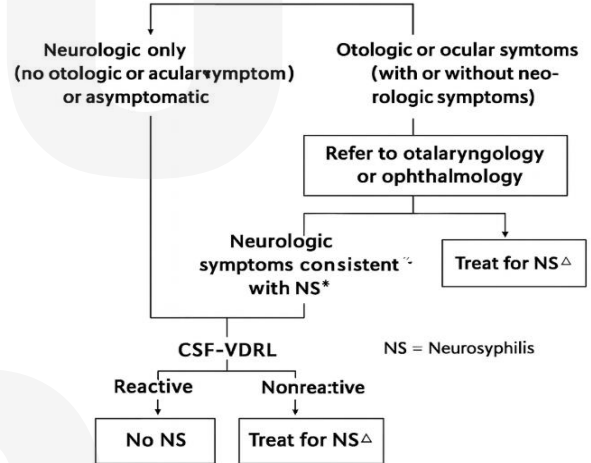 Neurologic only
(no otologic or acular symptom)
or asymptomatic
Otologic or ocular symtoms
(with or without neo-
rologic symptoms)
Refer to otalaryngology
or ophthalmology
Neurologic
symptoms consistent
with NS*
Treat for NS△
CSF-VDRL
NS = Neurosyphilis
Reactive
Nonrea:tive
No NS
Treat for NS△